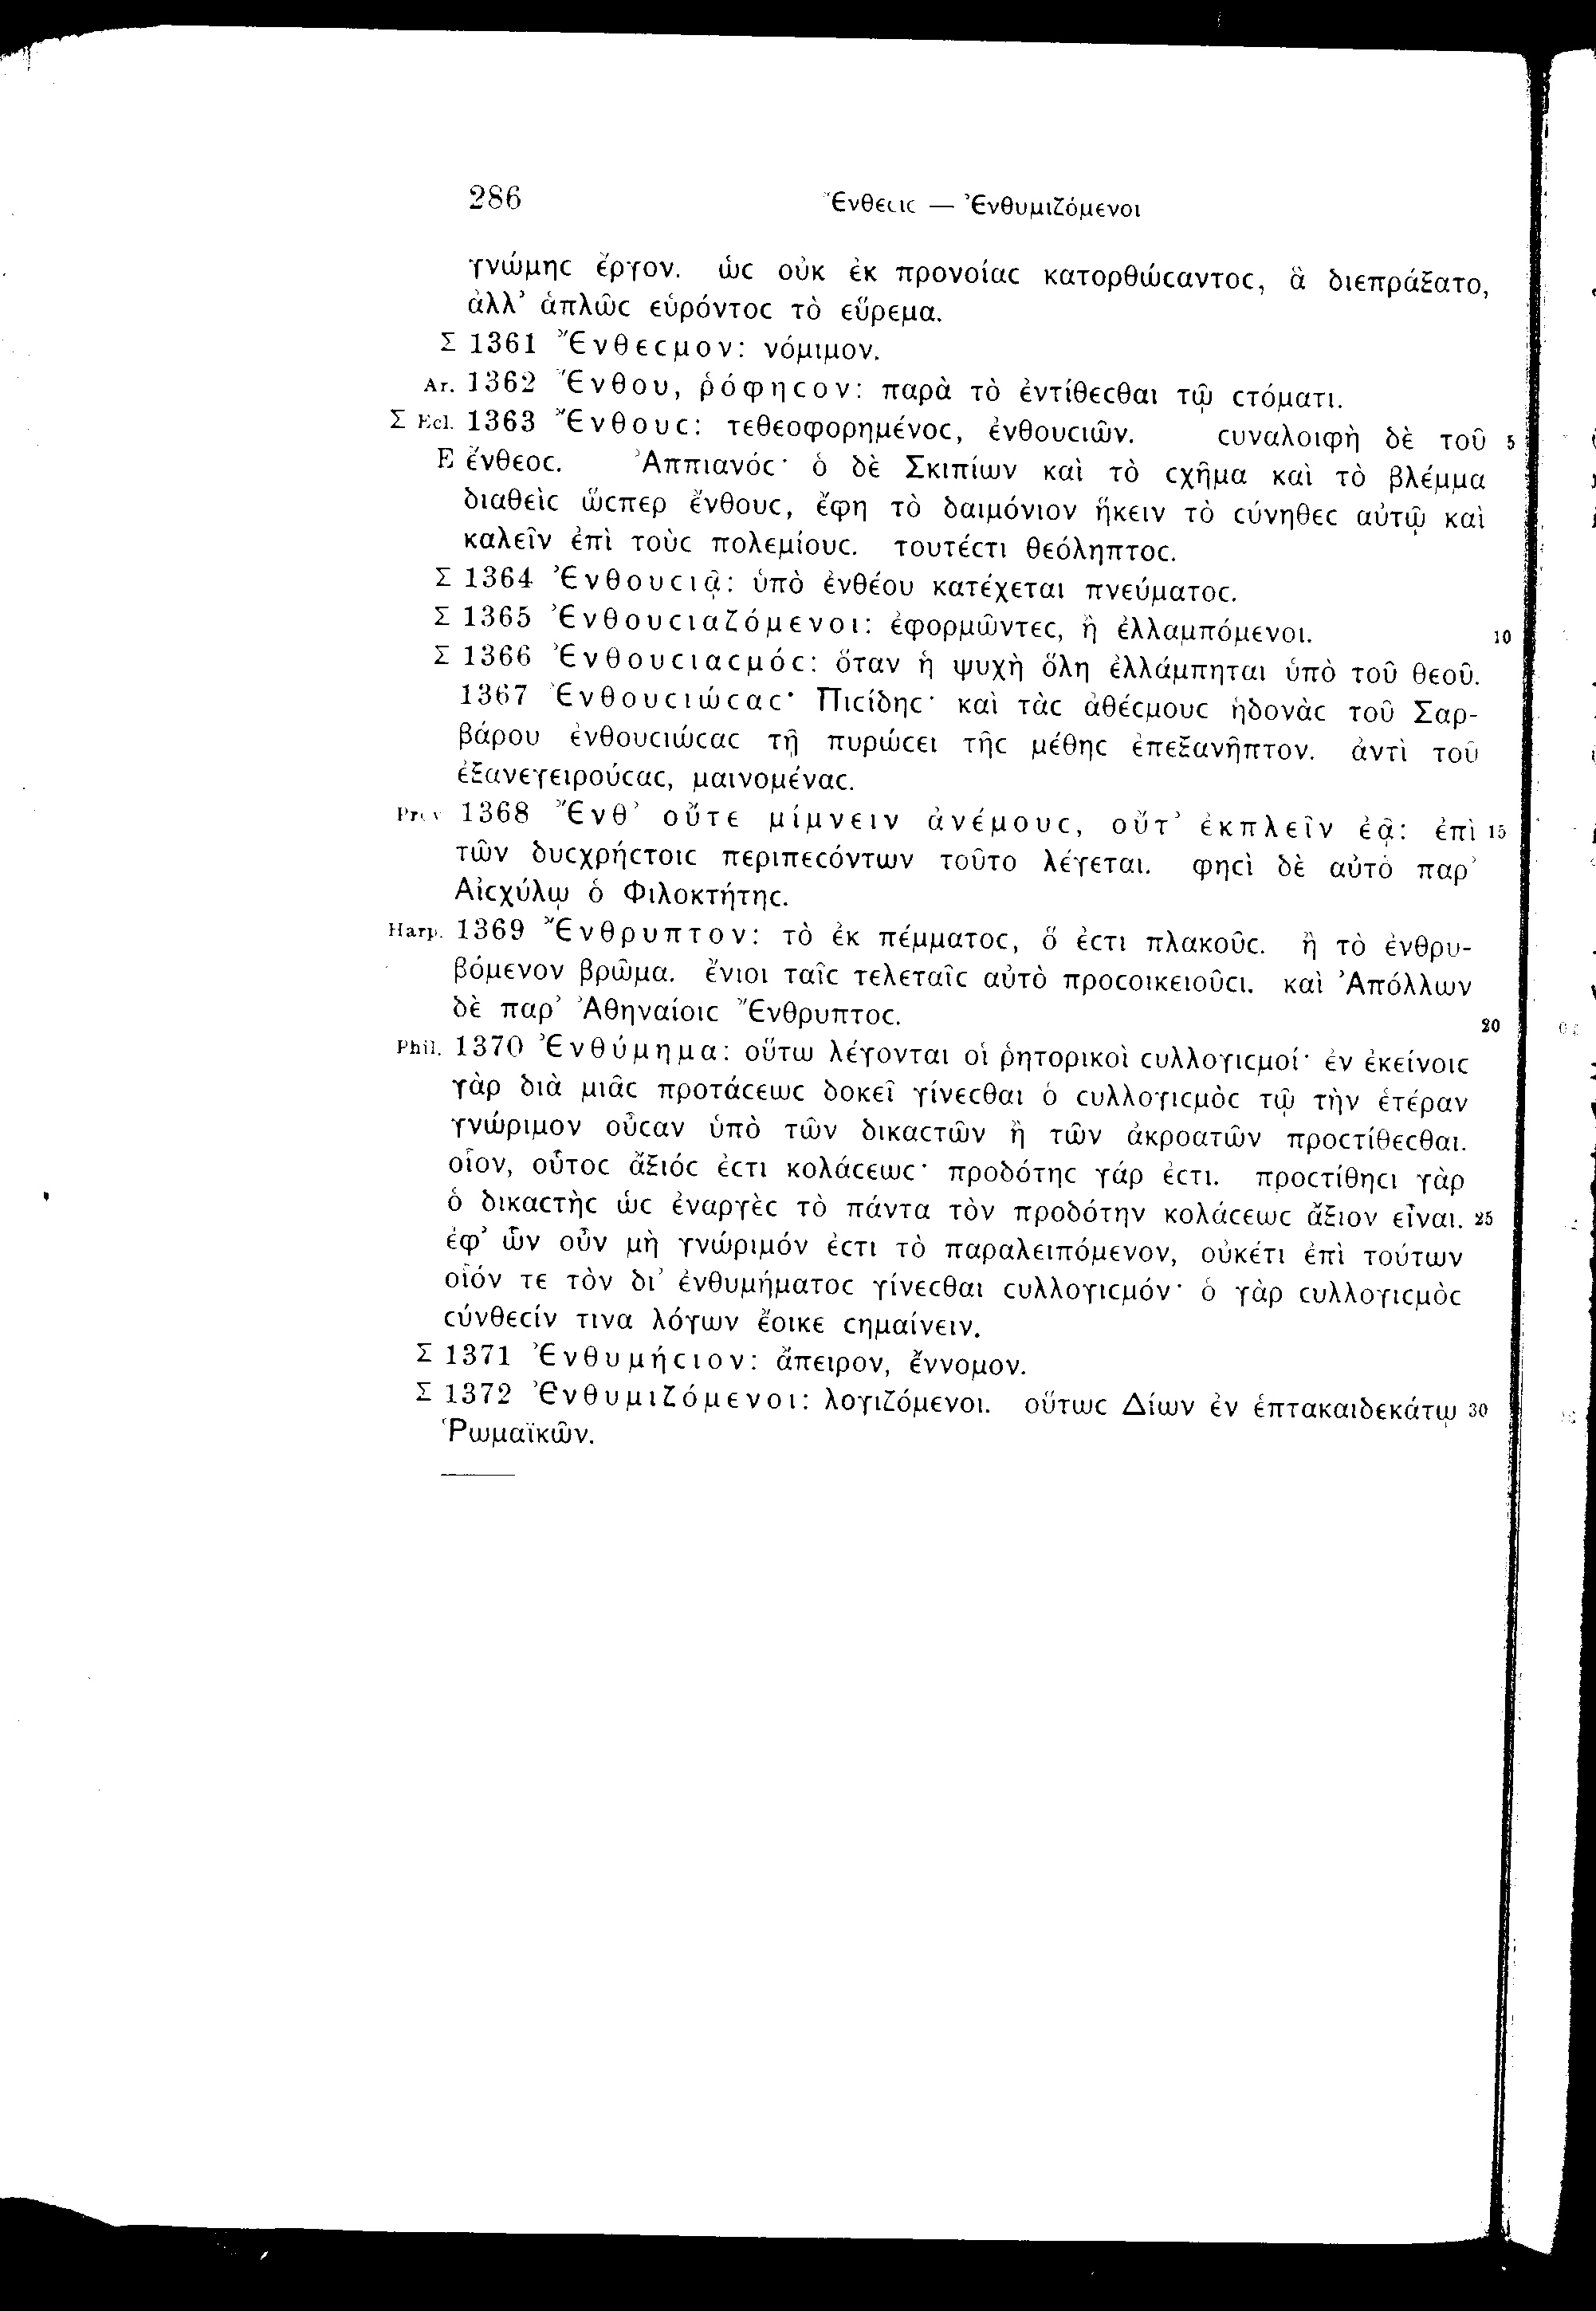 286 Ἔνθεσιc — Ἐνθυμιζόμενοι
γνώμηc ἔργον. ὡc οὐκ ἐκ προνοίαc κατορθώcαντοc, ἃ διεπράξατο,
ἀλλ' ἁπλῶc εὑρόντοc τὸ εὕρεμα.
Σ 1361 Ἔνθεcμον: νόμιμον.
Ar. 1362 Ἔνθου, ῥόφηcον: παρὰ τὸ ἐντίθεcθαι τῷ cτόματι.
Σ Ecl. 1363 Ἔνθουc: τεθεοφορημένοc, ἐνθουcιῶν. cυναλοιφὴ δὲ τοῦ 5
E ἔνθεοc. Ἀππιανόc· ὁ δὲ Σκιπίων καὶ τὸ cχῆμα καὶ τὸ βλέμμα
διαθεὶc ὥcπερ ἔνθουc, ἔφη τὸ δαιμόνιον ἥκειν τὸ cύνηθεc αὐτῷ καὶ
καλεῖν ἐπὶ τοὺc πολεμίουc. τουτέcτι θεόληπτοc.
Σ 1364 Ἐνθουcιᾷ: ὑπὸ ἐνθέου κατέχεται πνεύματοc.
Σ 1365 Ἐνθουcιαζόμενοι: ἐφορμῶντεc, ἢ ἐλλαμπόμενοι. 10
Σ 1366 Ἐνθουcιαcμόc: ὅταν ἡ ψυχὴ ὅλη ἐλλάμπηται ὑπὸ τοῦ θεοῦ.
1367 Ἐνθουcιώcαc· Πιcίδηc· καὶ τὰc ἀθέcμουc ἡδονὰc τοῦ Σαρ-
βάρου ἐνθουcιώcαc τῇ πυρώcει τῆc μέθηc ἐπεξανῆπτον. ἀντὶ τοῦ
ἐξανεγειρούcαc, μαινομέναc.
Prov 1368 Ἔνθ' οὔτε μίμνειν ἀνέμουc, οὔτ' ἐκπλεῖν ἐᾷ: ἐπὶ 15
τῶν δυcχρήcτοιc περιπεcόντων τοῦτο λέγεται. φηcὶ δὲ αὐτὸ παρ'
Αἰcχύλῳ ὁ Φιλοκτήτηc.
Harp. 1369 Ἔνθρυπτον: τὸ ἐκ πέμματοc, ὅ ἐcτι πλακοῦc. ἢ τὸ ἐνθρυ-
βόμενον βρῶμα. ἔνιοι ταῖc τελεταῖc αὐτὸ προcοικειοῦcι. καὶ Ἀπόλλων
δὲ παρ' Ἀθηναίοιc Ἔνθρυπτοc. 20
Phil. 1370 Ἐνθύμημα: οὕτω λέγονται οἱ ῥητορικοὶ cυλλογιcμοί· ἐν ἐκείνοιc
γὰρ διὰ μιᾶc προτάcεωc δοκεῖ γίνεcθαι ὁ cυλλογιcμὸc τῷ τὴν ἑτέραν
γνώριμον οὖcαν ὑπὸ τῶν δικαcτῶν ἢ τῶν ἀκροατῶν προcτίθεcθαι.
οἷον, οὗτοc ἄξιόc ἐcτι κολάcεωc· προδότηc γάρ ἐcτι. προcτίθηcι γὰρ
ὁ δικαcτὴc ὡc ἐναργὲc τὸ πάντα τὸν προδότην κολάcεωc ἄξιον εἶναι. 25
ἐφ' ὧν οὖν μὴ γνώριμόν ἐcτι τὸ παραλειπόμενον, οὐκέτι ἐπὶ τούτων
οἷόν τε τὸν δι' ἐνθυμήματοc γίνεcθαι cυλλογιcμόν· ὁ γὰρ cυλλογιcμὸc
cύνθεcίν τινα λόγων ἔοικε cημαίνειν.
Σ 1371 Ἐνθυμήcιον: ἄπειρον, ἔννομον.
Σ 1372 Ἐνθυμιζόμενοι: λογιζόμενοι. οὕτωc Δίων ἐν ἑπτακαιδεκάτῳ 30
Ῥωμαϊκῶν.